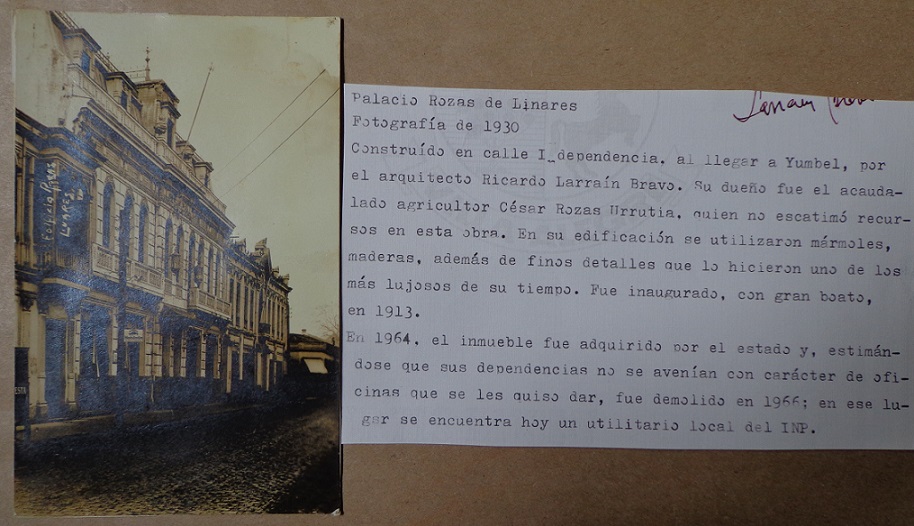 Edificio Rozas
Linares
Palacio Rozas de Linares
Fotografía de 1930
Construído en calle I_dependencia, al llegar a Yumbel, por
el arquitecto Ricardo Larraín Bravo. Su dueño fue el acauda-
lado agricultor César Rozas Urrutia, quien no escatimó recur-
sos en esta obra. En su edificación se utilizaron mármoles,
maderas, además de finos detalles que lo hicieron uno de los
más lujosos de su tiempo. Fue inaugurado, con gran boato,
en 1913.
En 1964, el inmueble fue adquirido por el estado y, estimán-
dose que sus dependencias no se avenían con carácter de ofi-
cinas que se les quiso dar, fue demolido en 1966; en ese lu-
gar se encuentra hoy un utilitario local del INP.